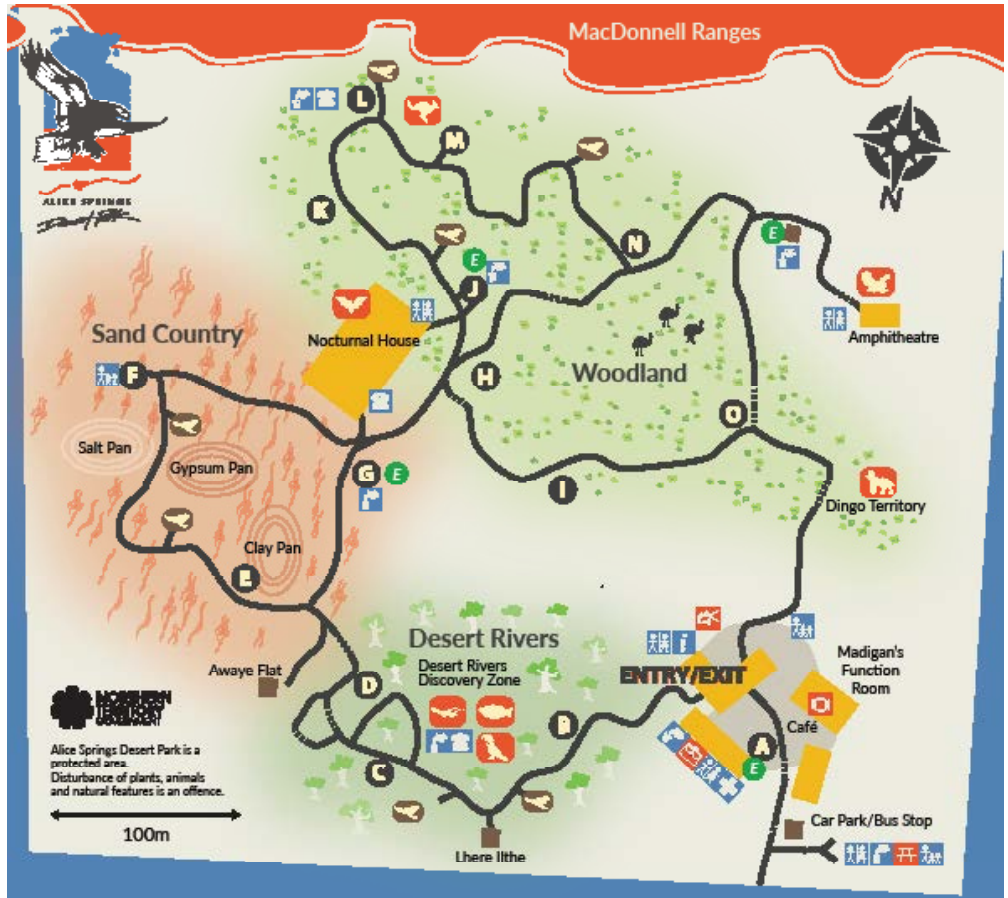 MacDonnell Ranges
ALICE SPRINGS
Desert Park
N
L
M
K
N
E
E
J
Amphitheatre
Sand Country
Nocturnal House
F
H
Woodland
O
Salt Pan
Gypsum Pan
G
E
I
Dingo Territory
Clay Pan
E
Desert Rivers
Desert Rivers
Discovery Zone
Awaye Flat
D
ENTRY/EXIT
Madigan's
Function
Room
Café
B
A
E
C
NORTHERN
TERRITORY
GOVERNMENT
Alice Springs Desert Park is a
protected area.
Disturbance of plants, animals
and natural features is an offence.
100m
Lhere Ilthe
Car Park/Bus Stop